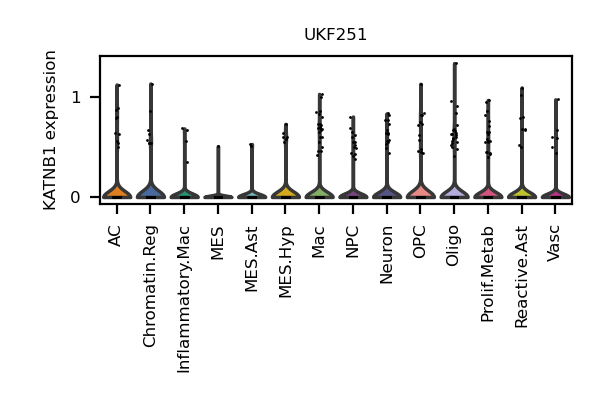 UKF251
KATNB1 expression
1
0
AC
Chromatin.Reg
Inflammatory.Mac
MES
MES.Ast
MES.Hyp
Mac
NPC
Neuron
OPC
Oligo
Prolif.Metab
Reactive.Ast
Vasc